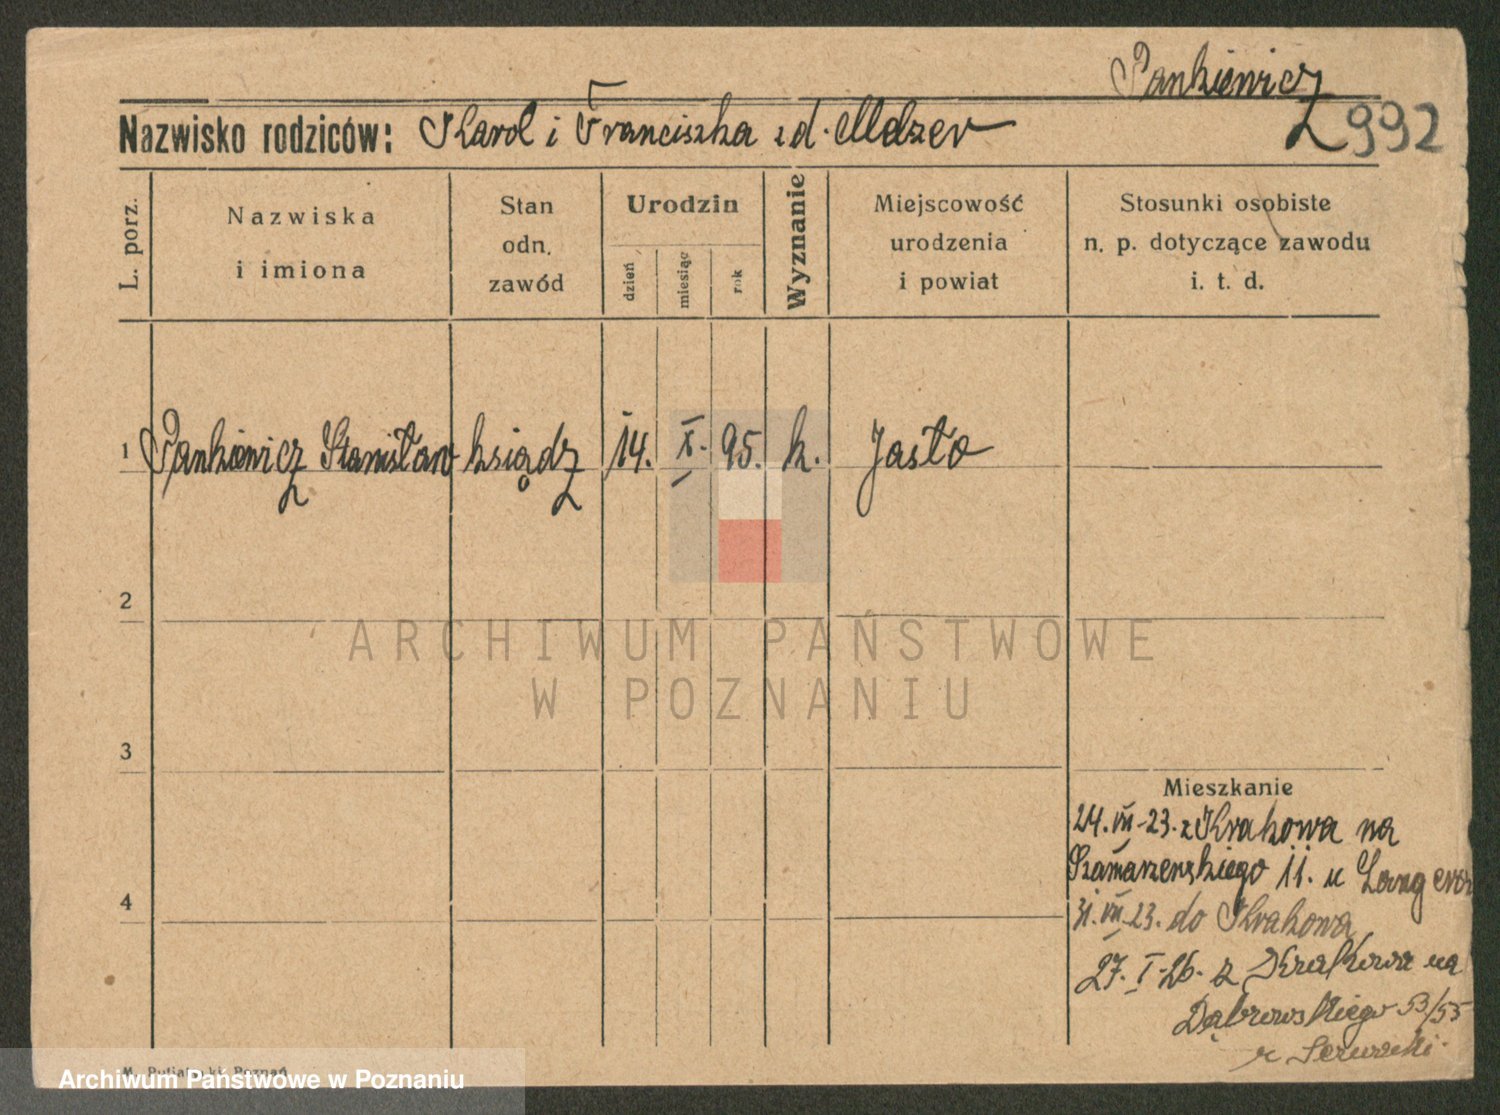 Pankiewicz
2992
Nazwisko rodziców: Karol i Franciszka z d. Mdzev
L. porz.
Nazwiska i imiona
Stan odn. zawód
Urodzin
dzień
miesiąc
rok
Wyznanie
Miejscowość urodzenia i powiat
Stosunki osobiste n. p. dotyczące zawodu i. t. d.
1 Pankiewicz Stanisław ksiądz 14. X. 95. k. Jasło
2
ARCHIWUM PAŃSTWOWE
W POZNANIU
3
Mieszkanie
24. VII-23. z Krakowa na
Szamarzewskiego 11. u
4
31. VII 23. do Krakowa
27. I-26. z Krakowa na
Dąbrowskiego 53/55
Archiwum Państwowe w Poznaniu